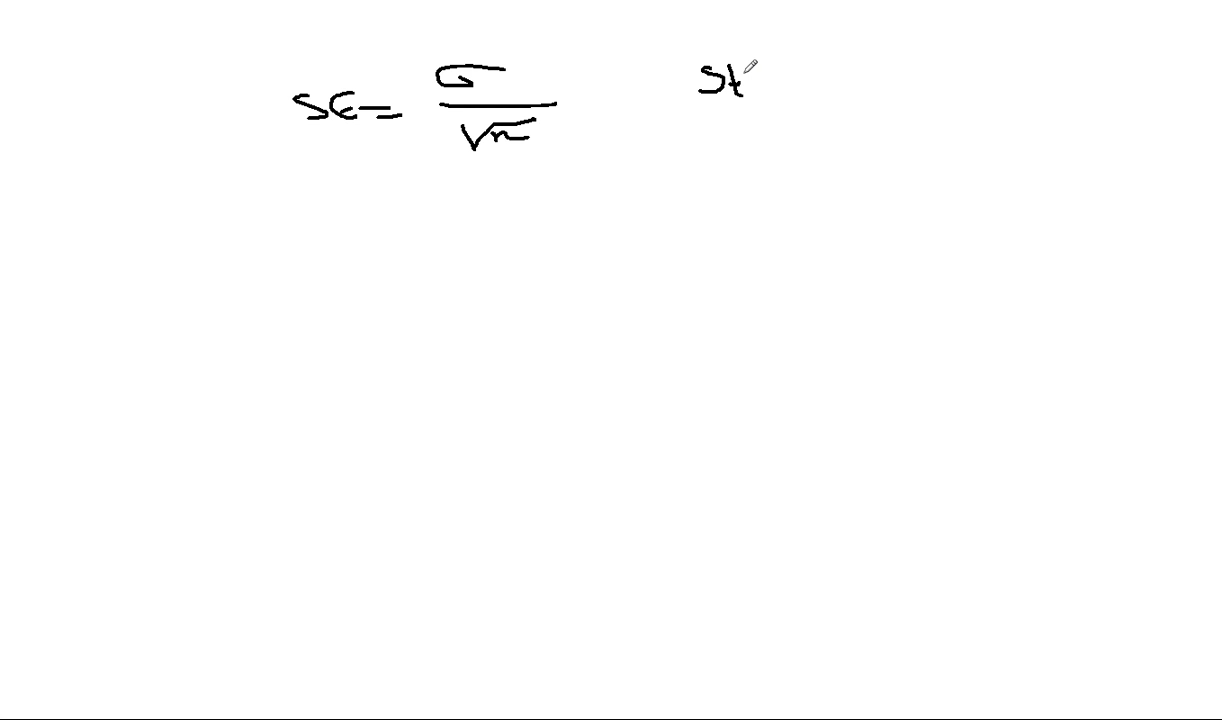 SE = σ/√n St